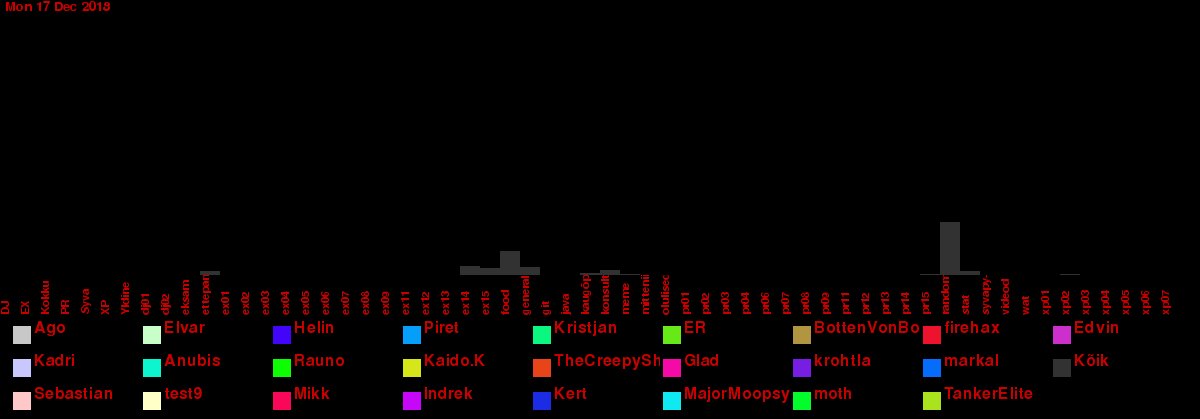 Mon 17 Dec 2018
DJ EX Kokku PR Syva XP Yldine dj01 dj02 eksam ettepan ex01 ex02 ex03 ex04 ex05 ex06 ex07 ex08 ex09 ex11 ex12 ex13 ex14 ex15 food general git java kaugõp konsult meme mitteni olulisec pr01 pr02 pr03 pr04 pr06 pr07 pr08 pr09 pr11 pr12 pr13 pr14 pr15 random stat syvapy- videod wat xp01 xp02 xp03 xp04 xp05 xp06 xp07
Ago Elvar Helin Piret Kristjan ER BottenVonBo firehax Edvin
Kadri Anubis Rauno Kaido.K TheCreepySh Glad krohtla markal Kõik
Sebastian test9 Mikk Indrek Kert MajorMoopsy moth TankerElite